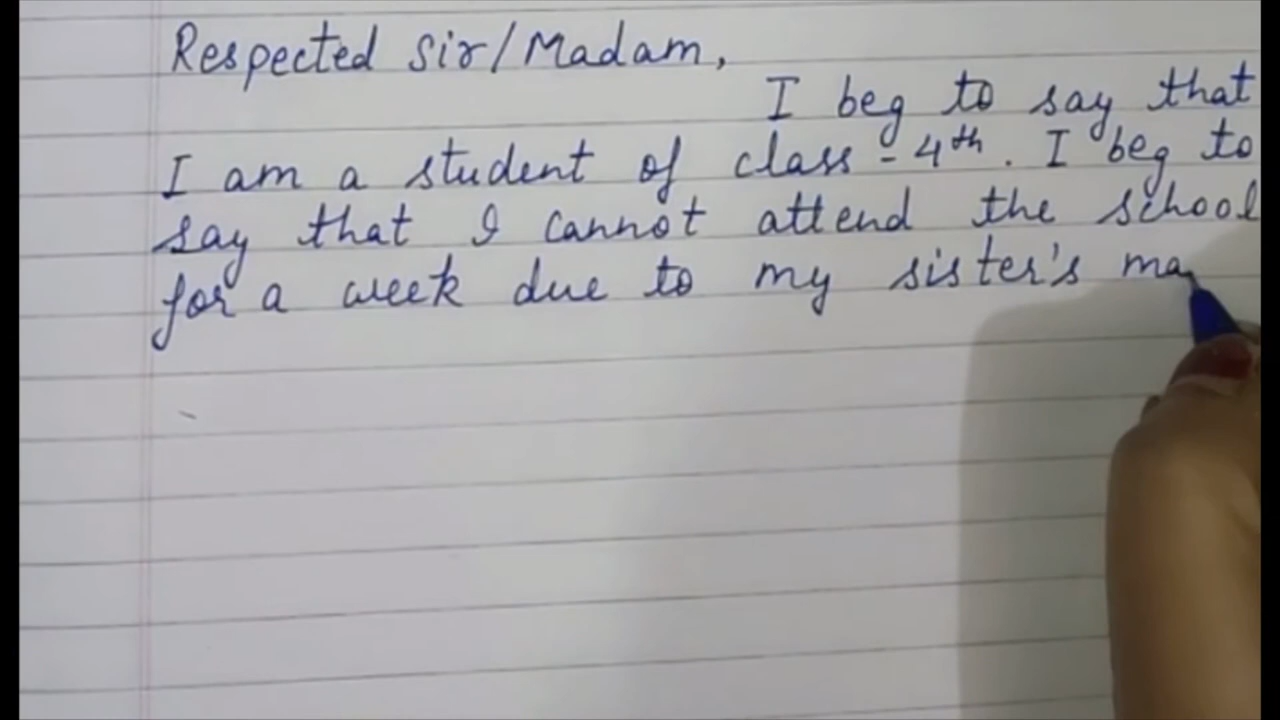 Respected Sir/Madam,
I beg to say that
I am a student of class - 4th. I beg to
say that I cannot attend the school
for a week due to my sister's ma